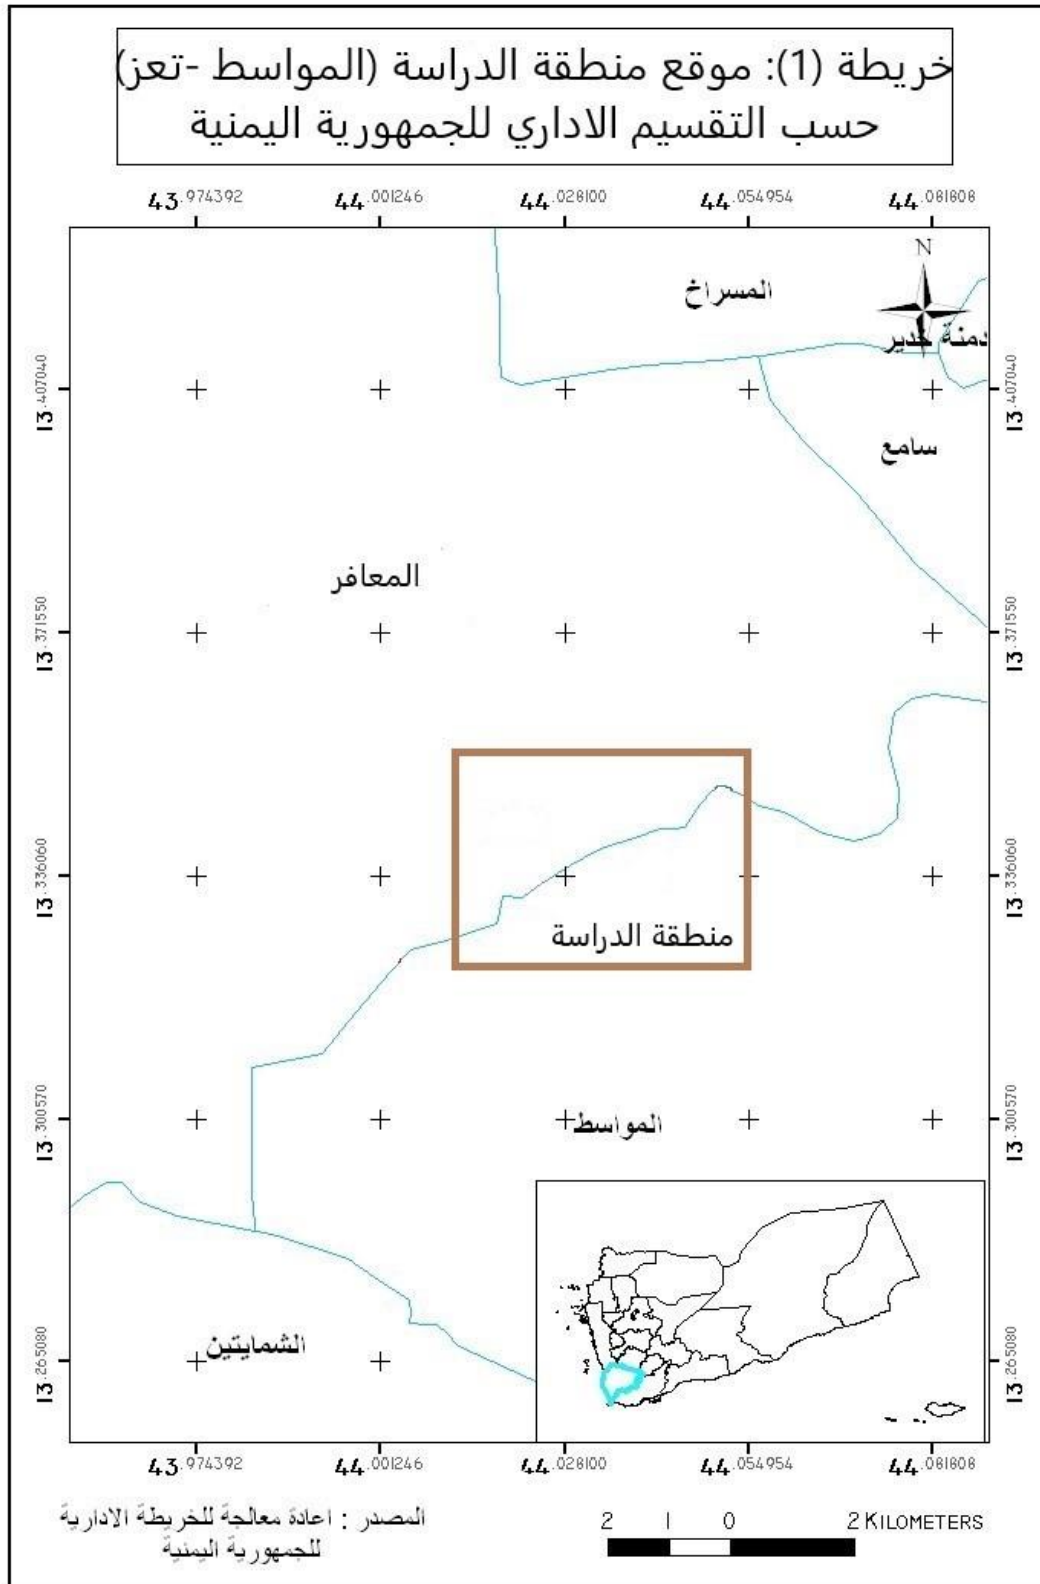 خريطة (1): موقع منطقة الدراسة (المواسط -تعز)
حسب التقسيم الاداري للجمهورية اليمنية
43.974392 44.001246 44.028100 44.054954 44.081808
N
المسراخ
دمنة خدير
13.407040 13.407040
سامع
المعافر
13.371550 13.371550
13.336060 13.336060
منطقة الدراسة
13.300570 13.300570
المواسط
الشمايتين
13.265080 13.265080
43.974392 44.001246 44.028100 44.054954 44.081808
المصدر : اعادة معالجة للخريطة الادارية
للجمهورية اليمنية
2 1 0 2 KILOMETERS